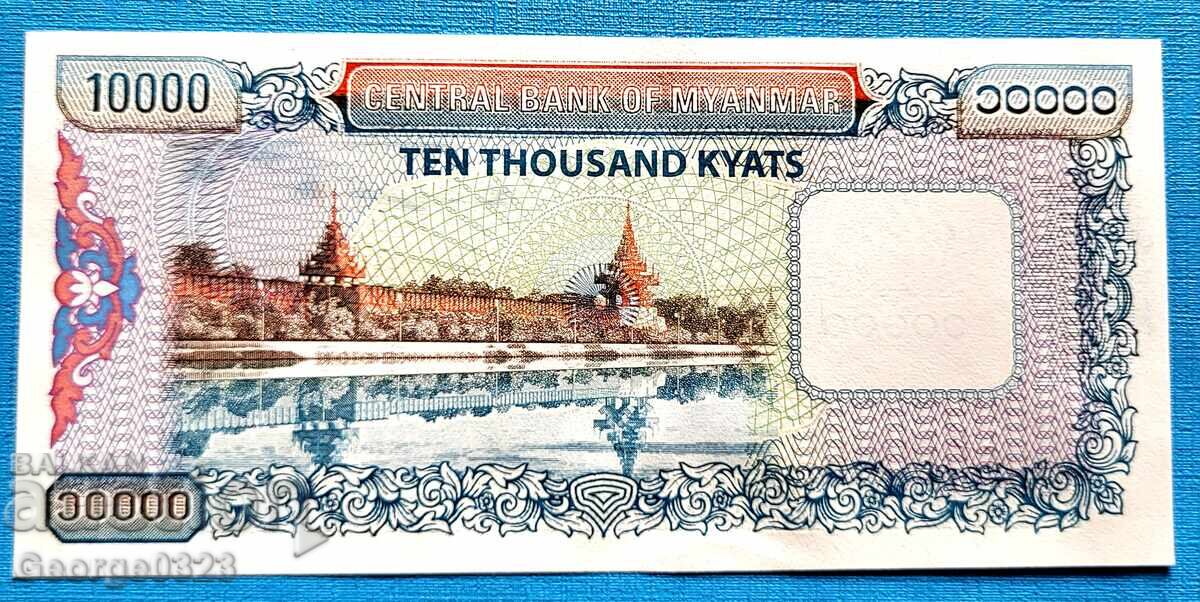 10000
CENTRAL BANK OF MYANMAR
၁၀၀၀၀
TEN THOUSAND KYATS
BALKAN
၁၀၀၀၀
George0323